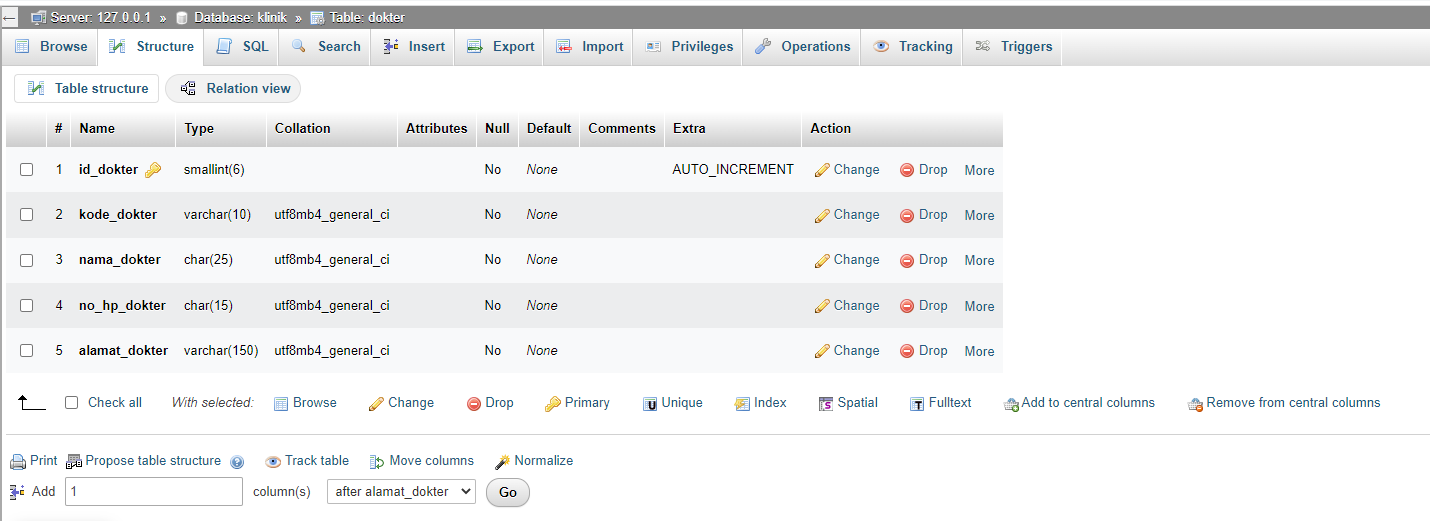 Server: 127.0.0.1 » Database: klinik » Table: dokter
Browse Structure SQL Search Insert Export Import Privileges Operations Tracking Triggers
Table structure Relation view
# Name Type Collation Attributes Null Default Comments Extra Action
1 id_dokter smallint(6) No None AUTO_INCREMENT Change Drop More
2 kode_dokter varchar(10) utf8mb4_general_ci No None Change Drop More
3 nama_dokter char(25) utf8mb4_general_ci No None Change Drop More
4 no_hp_dokter char(15) utf8mb4_general_ci No None Change Drop More
5 alamat_dokter varchar(150) utf8mb4_general_ci No None Change Drop More
Check all With selected: Browse Change Drop Primary Unique Index Spatial Fulltext Add to central columns Remove from central columns
Print Propose table structure Track table Move columns Normalize
Add 1 column(s) after alamat_dokter Go